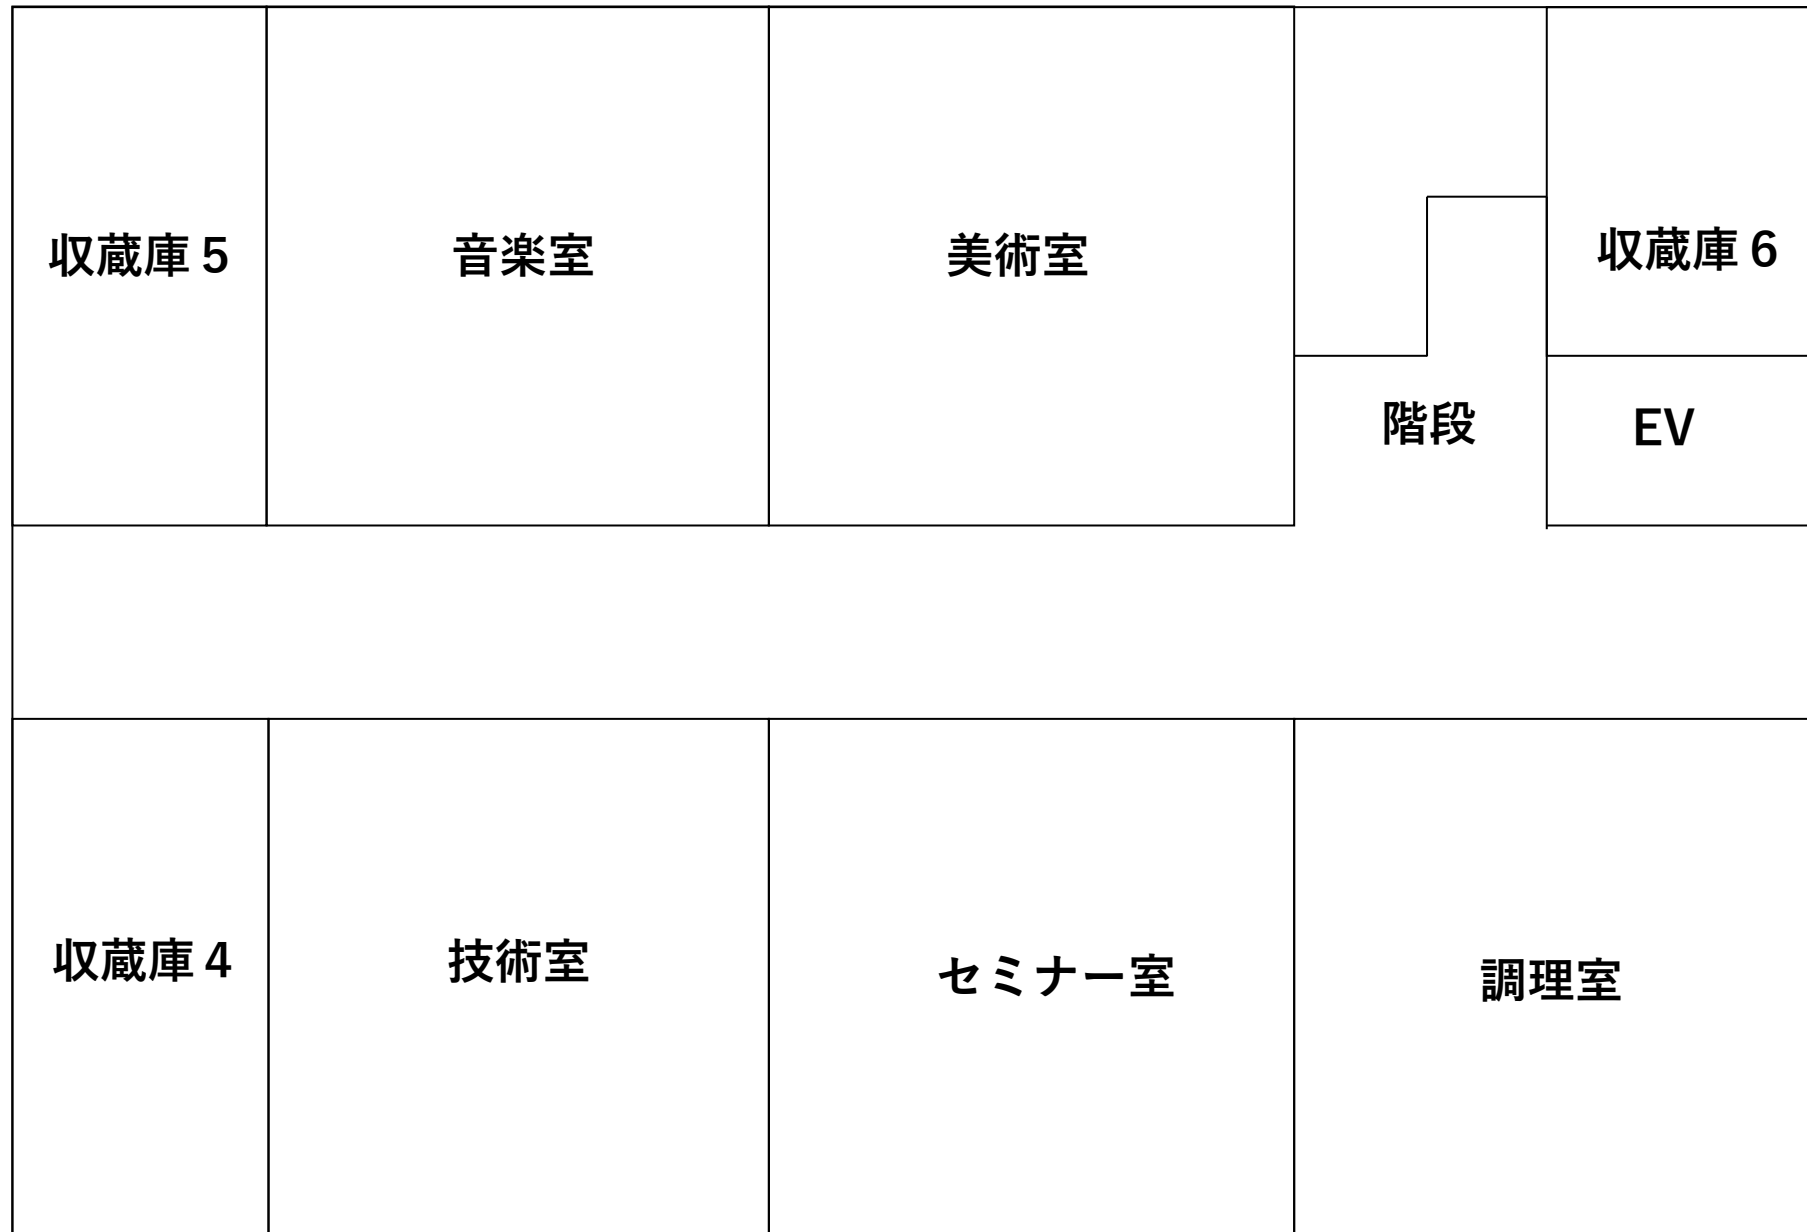 収蔵庫５
音楽室
美術室
収蔵庫６
階段
EV
収蔵庫４
技術室
セミナー室
調理室